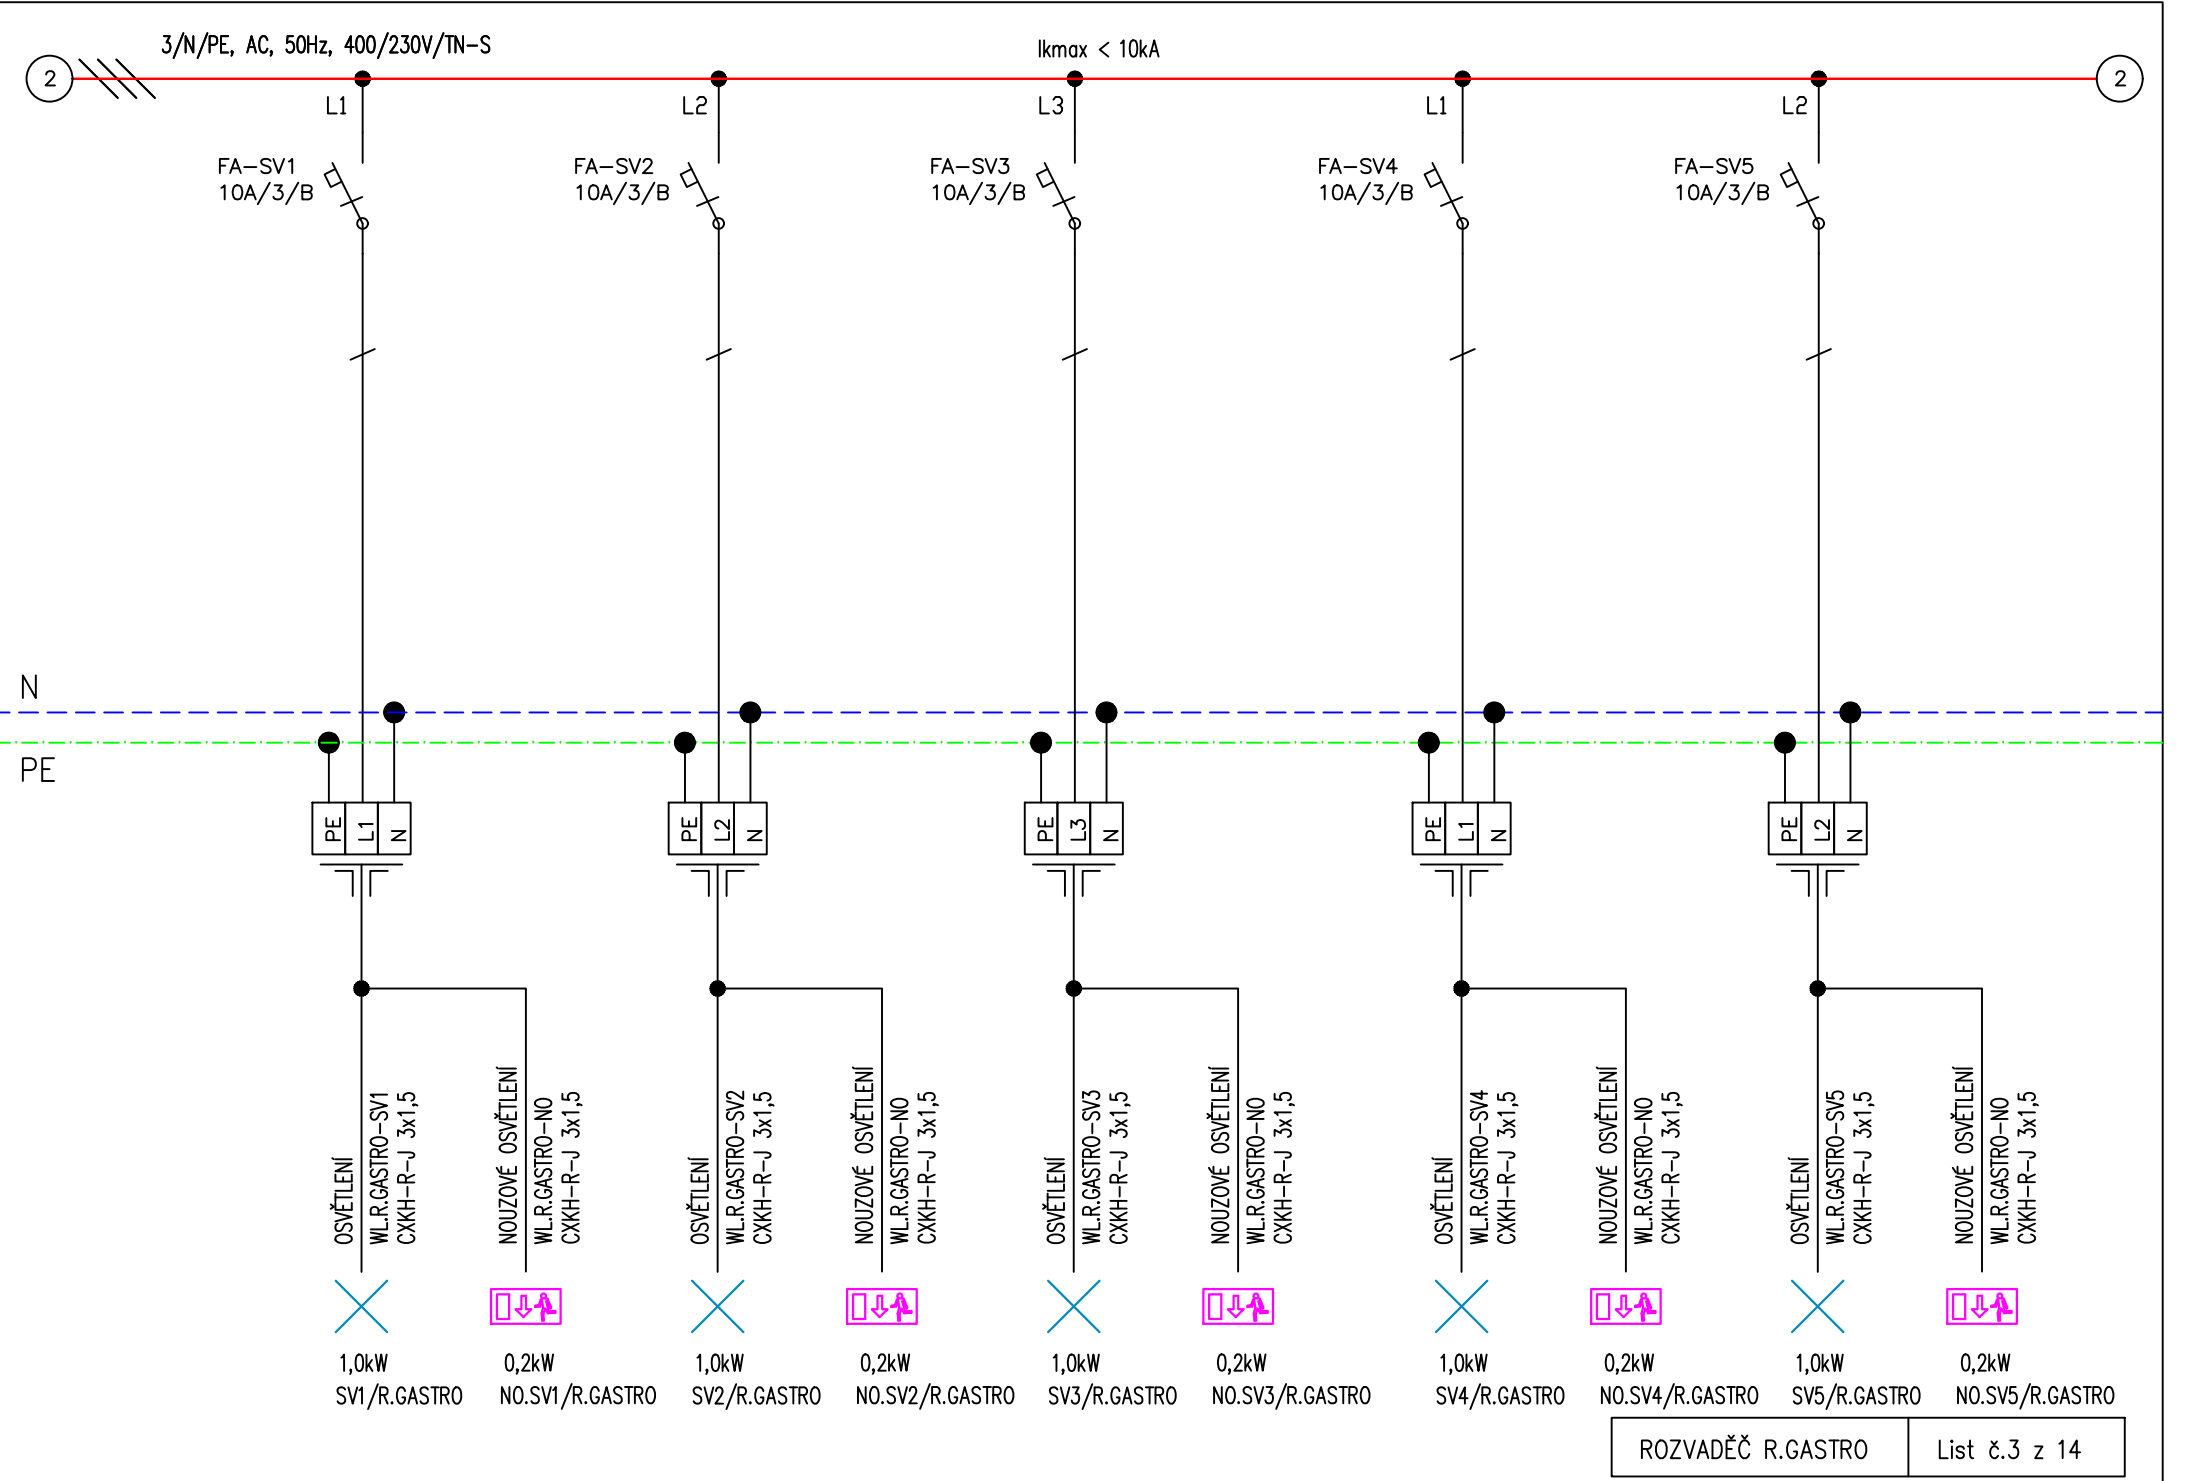 3/N/PE, AC, 50Hz, 400/230V/TN-S
Ikmax < 10kA
2
2
L1
L2
L3
L1
L2
FA-SV1
10A/3/B
FA-SV2
10A/3/B
FA-SV3
10A/3/B
FA-SV4
10A/3/B
FA-SV5
10A/3/B
N
PE
PE L1 N
PE L2 N
PE L3 N
PE L1 N
PE L2 N
OSVĚTLENÍ
WL.R.GASTRO-SV1
CXKH-R-J 3x1,5
NOUZOVÉ OSVĚTLENÍ
WL.R.GASTRO-NO
CXKH-R-J 3x1,5
OSVĚTLENÍ
WL.R.GASTRO-SV2
CXKH-R-J 3x1,5
NOUZOVÉ OSVĚTLENÍ
WL.R.GASTRO-NO
CXKH-R-J 3x1,5
OSVĚTLENÍ
WL.R.GASTRO-SV3
CXKH-R-J 3x1,5
NOUZOVÉ OSVĚTLENÍ
WL.R.GASTRO-NO
CXKH-R-J 3x1,5
OSVĚTLENÍ
WL.R.GASTRO-SV4
CXKH-R-J 3x1,5
NOUZOVÉ OSVĚTLENÍ
WL.R.GASTRO-NO
CXKH-R-J 3x1,5
OSVĚTLENÍ
WL.R.GASTRO-SV5
CXKH-R-J 3x1,5
NOUZOVÉ OSVĚTLENÍ
WL.R.GASTRO-NO
CXKH-R-J 3x1,5
1,0kW
SV1/R.GASTRO
0,2kW
NO.SV1/R.GASTRO
1,0kW
SV2/R.GASTRO
0,2kW
NO.SV2/R.GASTRO
1,0kW
SV3/R.GASTRO
0,2kW
NO.SV3/R.GASTRO
1,0kW
SV4/R.GASTRO
0,2kW
NO.SV4/R.GASTRO
1,0kW
SV5/R.GASTRO
0,2kW
NO.SV5/R.GASTRO
ROZVADĚČ R.GASTRO
List č.3 z 14